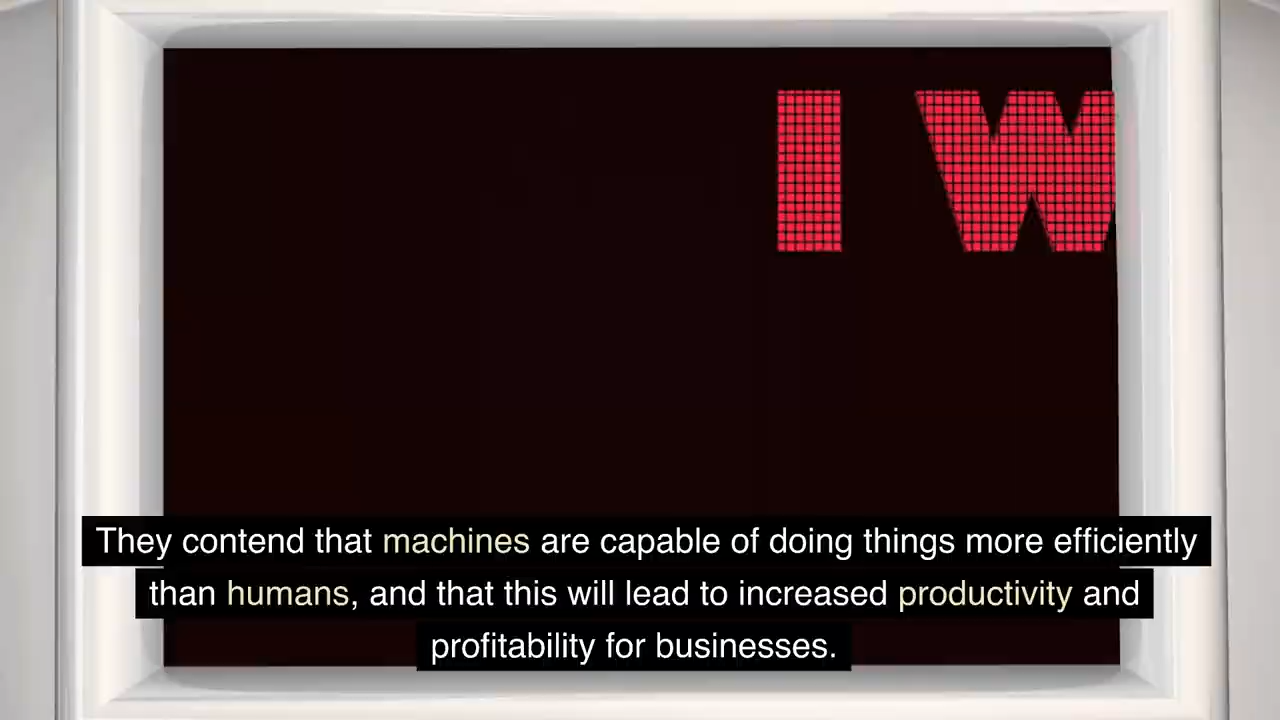 I W
They contend that machines are capable of doing things more efficiently
than humans, and that this will lead to increased productivity and
profitability for businesses.